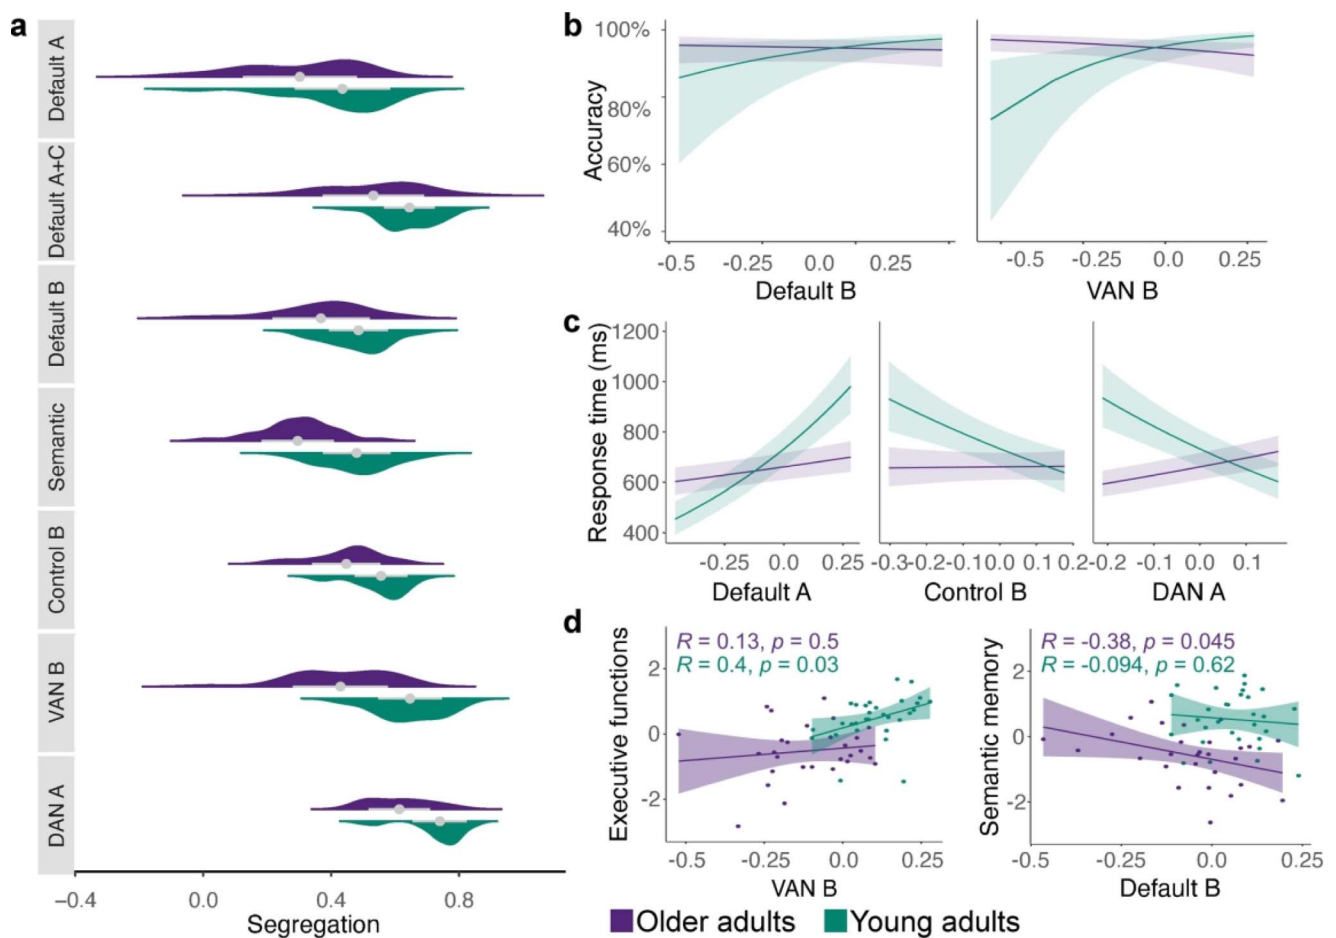 a
Default A
Default A+C
Default B
Semantic
Control B
VAN B
DAN A
-0.4 0.0 0.4 0.8
Segregation
b
Accuracy
100%
80%
60%
40%
-0.5 -0.25 0.0 0.25
Default B
-0.5 -0.25 0.0 0.25
VAN B
c
Response time (ms)
1200
1000
800
600
400
-0.25 0.0 0.25
Default A
-0.3 -0.2 -0.1 0.0 0.1 0.2
Control B
-0.2 -0.1 0.0 0.1
DAN A
d
Executive functions
R = 0.13, p = 0.5
R = 0.4, p = 0.03
2
0
-2
-0.5 -0.25 0.0 0.25
VAN B
Semantic memory
R = -0.38, p = 0.045
R = -0.094, p = 0.62
2
0
-2
-0.5 -0.25 0.0 0.25
Default B
Older adults Young adults